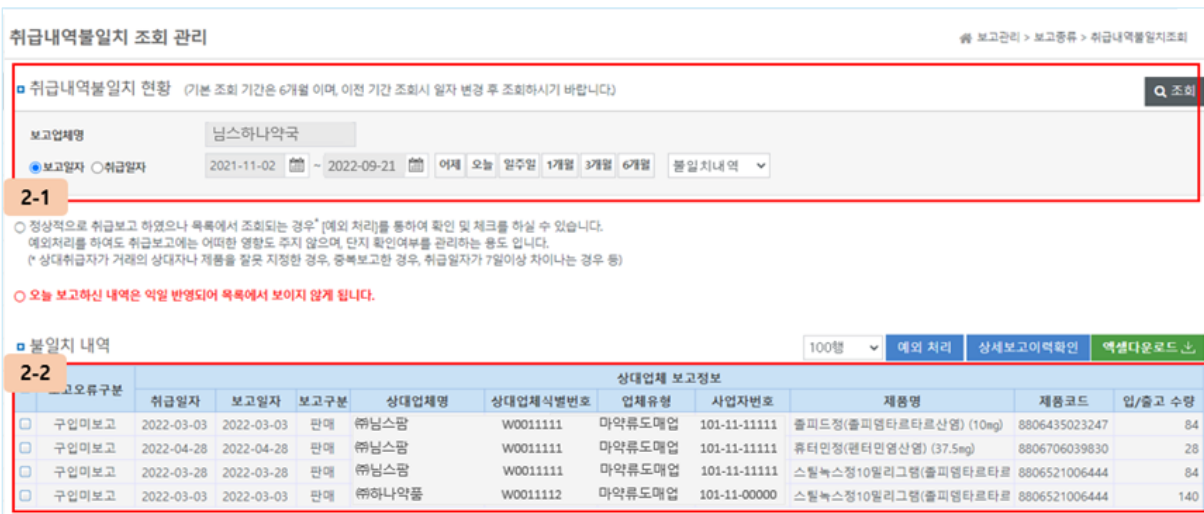 취급내역불일치 조회 관리
보고관리 > 보고종류 > 취급내역불일치조회
취급내역불일치 현황 (기본 조회 기간은 6개월 이며, 이전 기간 조회시 일자 변경 후 조회하시기 바랍니다.)
조회
보고업체명 님스하나약국
보고일자 취급일자 2021-11-02 ~ 2022-09-21 어제 오늘 일주일 1개월 3개월 6개월 불일치내역
2-1
○ 정상적으로 취급보고 하였으나 목록에서 조회되는 경우* [예외 처리]를 통하여 확인 및 체크를 하실 수 있습니다.
예외처리를 하여도 취급보고에는 어떠한 영향도 주지 않으며, 단지 확인여부를 관리하는 용도 입니다.
(* 상대취급자가 거래의 상대자나 제품을 잘못 지정한 경우, 중복보고한 경우, 취급일자가 7일이상 차이나는 경우 등)
○ 오늘 보고하신 내역은 익일 반영되어 목록에서 보이지 않게 됩니다.
불일치 내역
100행 예외 처리 상세보고이력확인 엑셀다운로드
2-2
보고오류구분 상대업체 보고정보
취급일자 보고일자 보고구분 상대업체명 상대업체식별번호 업체유형 사업자번호 제품명 제품코드 입/출고 수량
구입미보고 2022-03-03 2022-03-03 판매 ㈜님스팜 W0011111 마약류도매업 101-11-11111 졸피드정(졸피뎀타르타르산염) (10mg) 8806435023247 84
구입미보고 2022-04-28 2022-04-28 판매 ㈜님스팜 W0011111 마약류도매업 101-11-11111 휴터민정(펜터민염산염) (37.5mg) 8806706039830 28
구입미보고 2022-03-28 2022-03-28 판매 ㈜님스팜 W0011111 마약류도매업 101-11-11111 스틸녹스정10밀리그램(졸피뎀타르타르 8806521006444 84
구입미보고 2022-03-03 2022-03-03 판매 ㈜하나약품 W0011112 마약류도매업 101-11-00000 스틸녹스정10밀리그램(졸피뎀타르타르 8806521006444 140